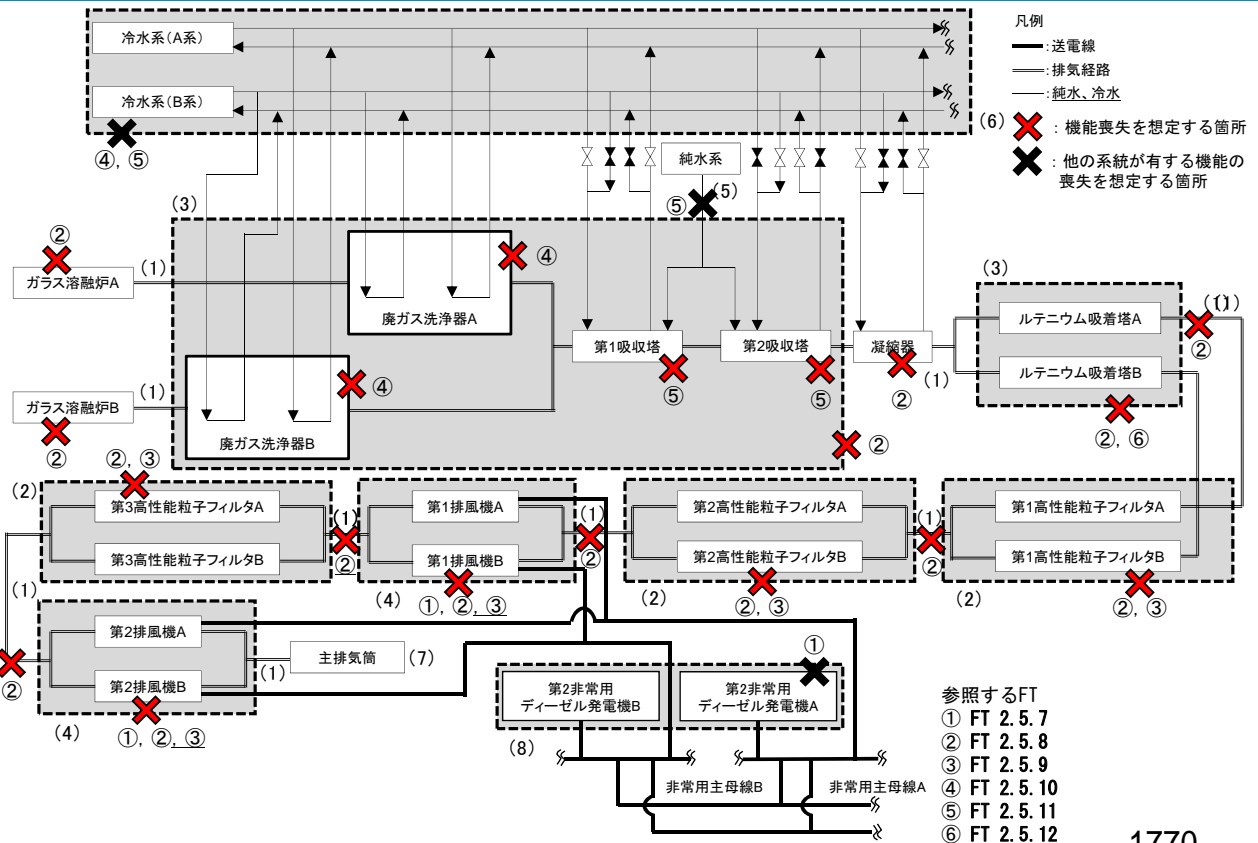 冷水系(A系)
冷水系(B系)
④, ⑤
(6)
凡例
:送電線
:排気経路
:純水、冷水
: 機能喪失を想定する箇所
: 他の系統が有する機能の
喪失を想定する箇所
純水系
⑤
(5)
(3)
②
ガラス溶融炉A
(1)
廃ガス洗浄器A
④
ガラス溶融炉B
(1)
②
廃ガス洗浄器B
④
第1吸収塔
⑤
第2吸収塔
⑤
凝縮器
(1)
②
②
(3)
ルテニウム吸着塔A
ルテニウム吸着塔B
②, ⑥
(1)
②
(2)
②, ③
第3高性能粒子フィルタA
第3高性能粒子フィルタB
(1)
②
第1排風機A
第1排風機B
(4)
①, ②, ③
(1)
②
第2高性能粒子フィルタA
第2高性能粒子フィルタB
(2)
②, ③
(1)
②
第1高性能粒子フィルタA
第1高性能粒子フィルタB
(2)
②, ③
(1)
②
第2排風機A
第2排風機B
(4)
①, ②, ③
(1)
主排気筒
(7)
第2非常用
ディーゼル発電機B
第2非常用
ディーゼル発電機A
①
(8)
非常用主母線B
非常用主母線A
参照するFT
① FT 2.5.7
② FT 2.5.8
③ FT 2.5.9
④ FT 2.5.10
⑤ FT 2.5.11
⑥ FT 2.5.12